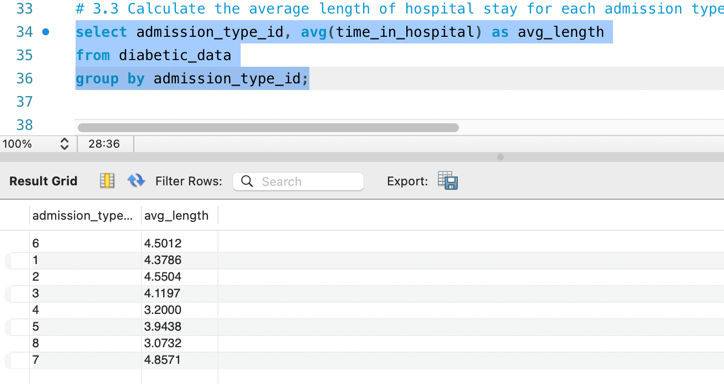 33 # 3.3 Calculate the average length of hospital stay for each admission type
34 select admission_type_id, avg(time_in_hospital) as avg_length
35 from diabetic_data
36 group by admission_type_id;
37
38
100% 28:36
Result Grid Filter Rows: Search Export:
admission_type... avg_length
6 4.5012
1 4.3786
2 4.5504
3 4.1197
4 3.2000
5 3.9438
8 3.0732
7 4.8571